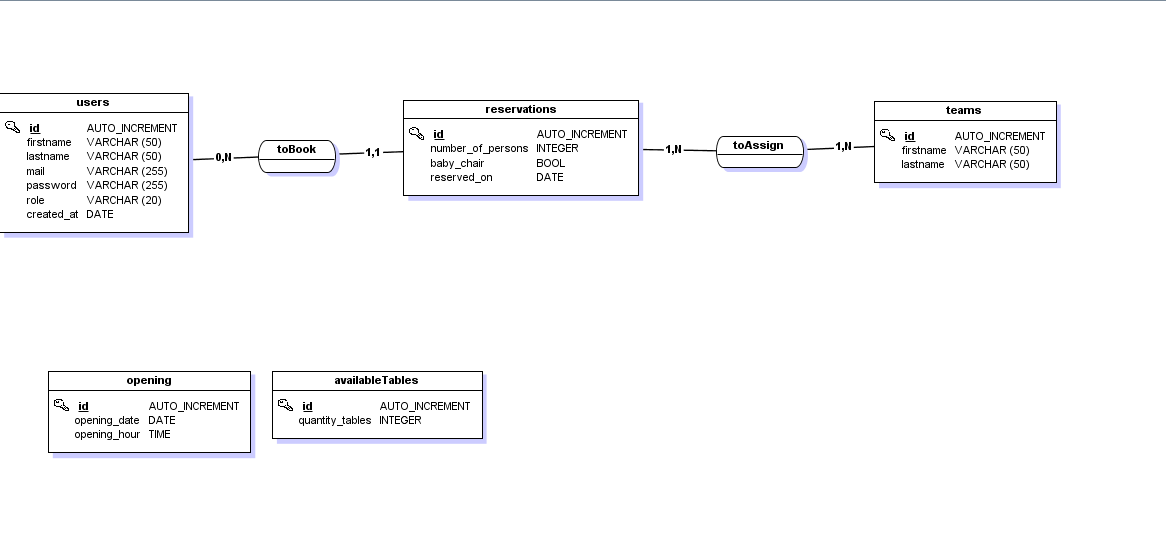 users
id AUTO_INCREMENT
firstname VARCHAR (50)
lastname VARCHAR (50)
mail VARCHAR (255)
password VARCHAR (255)
role VARCHAR (20)
created_at DATE
0,N
toBook
1,1
reservations
id AUTO_INCREMENT
number_of_persons INTEGER
baby_chair BOOL
reserved_on DATE
1,N
toAssign
1,N
teams
id AUTO_INCREMENT
firstname VARCHAR (50)
lastname VARCHAR (50)
opening
id AUTO_INCREMENT
opening_date DATE
opening_hour TIME
availableTables
id AUTO_INCREMENT
quantity_tables INTEGER